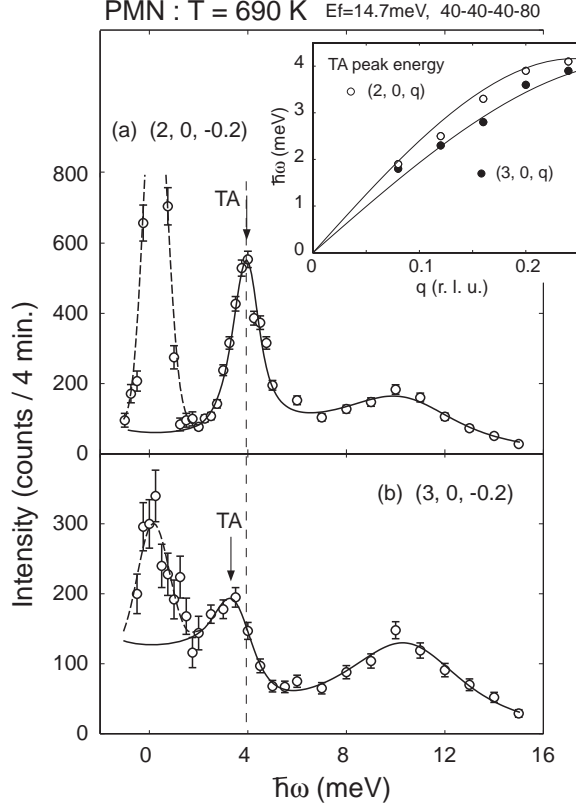 PMN : T = 690 K Ef=14.7meV, 40-40-40-80
TA peak energy
(2, 0, q)
(3, 0, q)
ħω (meV)
4
3
2
1
0
0 0.1 0.2
q (r. l. u.)
(a) (2, 0, -0.2)
TA
800
600
400
200
0
(b) (3, 0, -0.2)
TA
300
200
100
0
Intensity (counts / 4 min.)
0 4 8 12 16
ħω (meV)